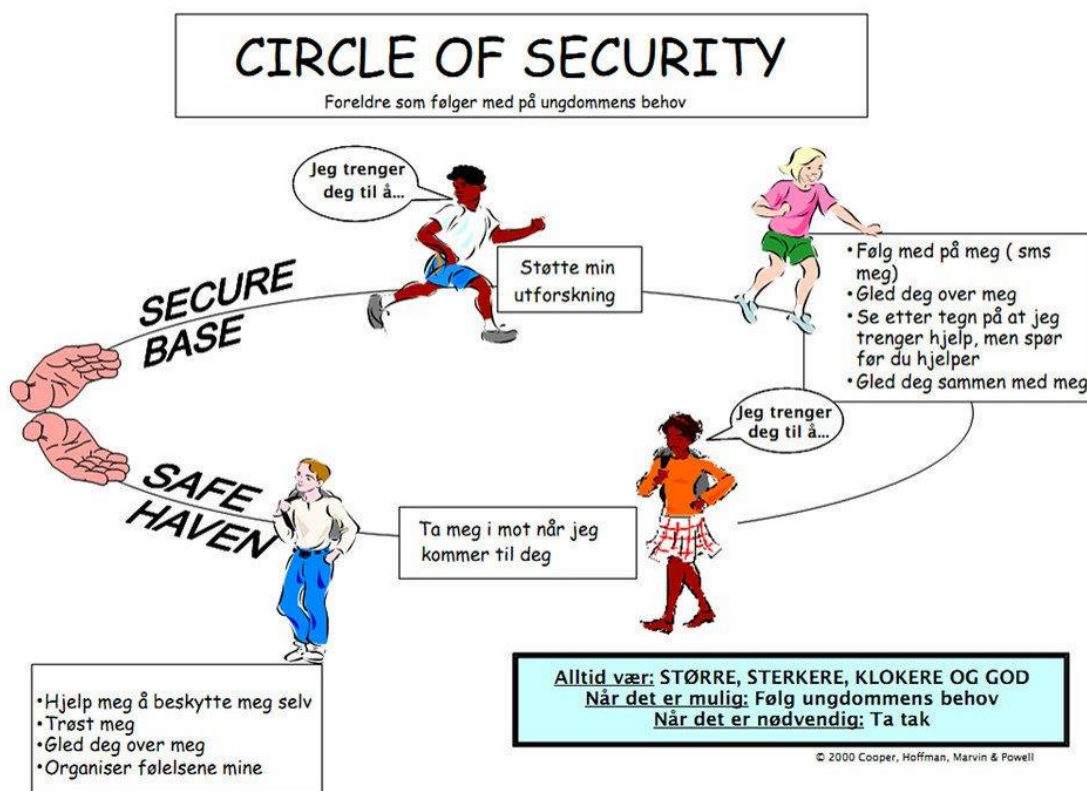 CIRCLE OF SECURITY
Foreldre som følger med på ungdommens behov
Jeg trenger
deg til å...
SECURE
BASE
Støtte min
utforskning
•Følg med på meg ( sms
meg)
•Gled deg over meg
•Se etter tegn på at jeg
trenger hjelp, men spør
før du hjelper
•Gled deg sammen med meg
Jeg trenger
deg til å...
SAFE
HAVEN
Ta meg i mot når jeg
kommer til deg
•Hjelp meg å beskytte meg selv
•Trøst meg
•Gled deg over meg
•Organiser følelsene mine
Alltid vær: STØRRE, STERKERE, KLOKERE OG GOD
Når det er mulig: Følg ungdommens behov
Når det er nødvendig: Ta tak
© 2000 Cooper, Hoffman, Marvin & Powell